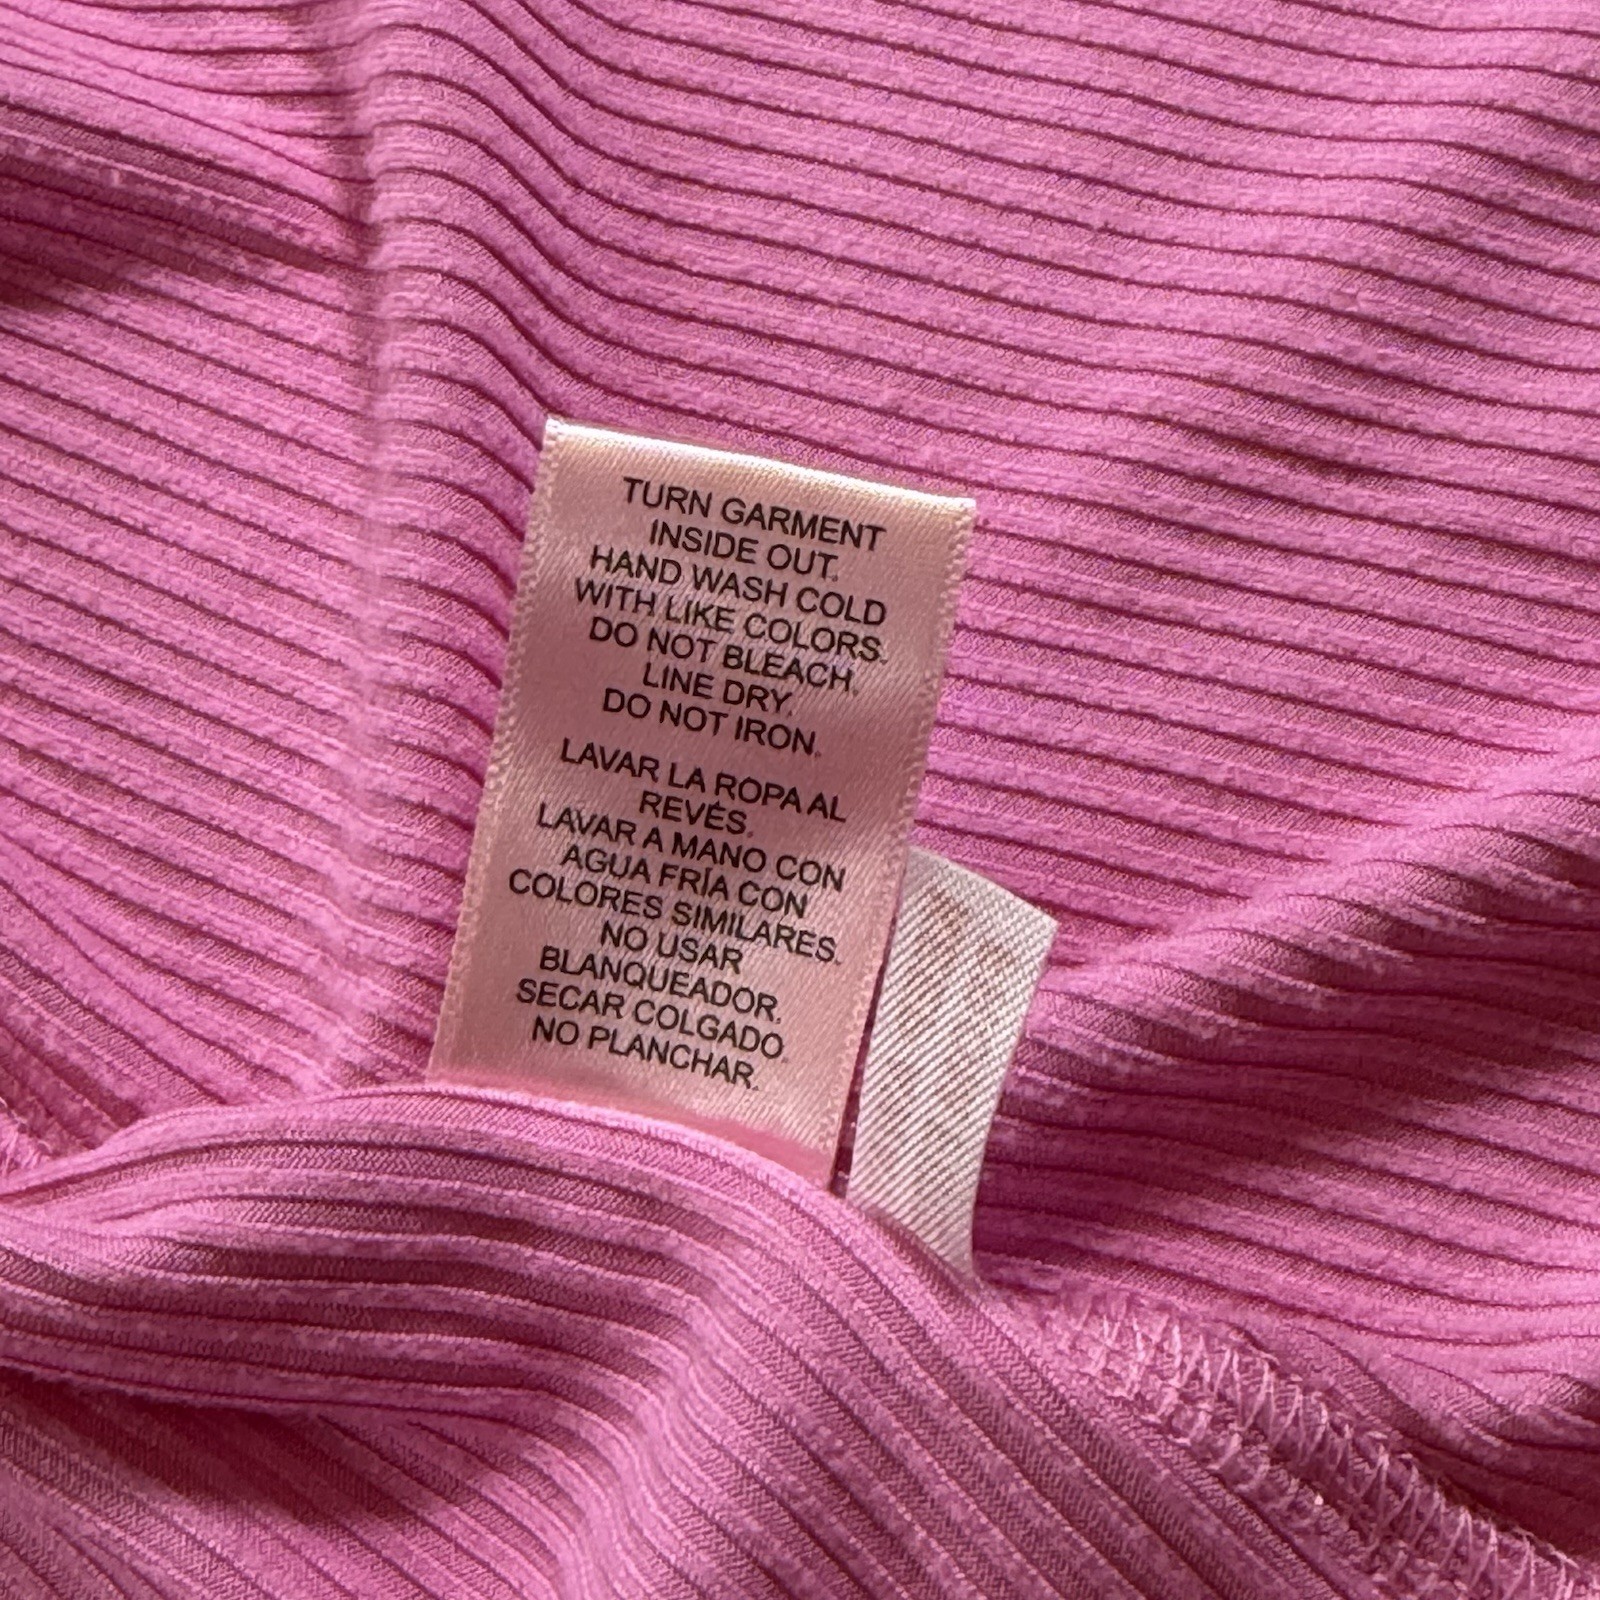 TURN GARMENT
INSIDE OUT.
HAND WASH COLD
WITH LIKE COLORS.
DO NOT BLEACH.
LINE DRY.
DO NOT IRON.
LAVAR LA ROPA AL
REVÉS.
LAVAR A MANO CON
AGUA FRÍA CON
COLORES SIMILARES.
NO USAR
BLANQUEADOR.
SECAR COLGADO.
NO PLANCHAR.